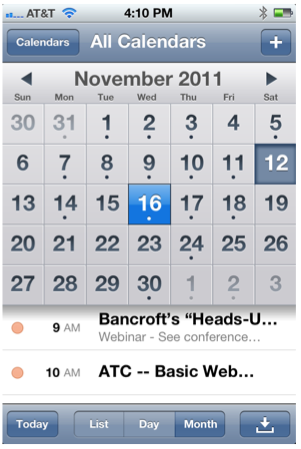 AT&T 4:10 PM
Calendars All Calendars +
November 2011
Sun Mon Tue Wed Thu Fri Sat
30 31 1 2 3 4 5
6 7 8 9 10 11 12
13 14 15 16 17 18 19
20 21 22 23 24 25 26
27 28 29 30 1 2 3
9 AM Bancroft's “Heads-U...
Webinar - See conference...
10 AM ATC -- Basic Web...
Today List Day Month